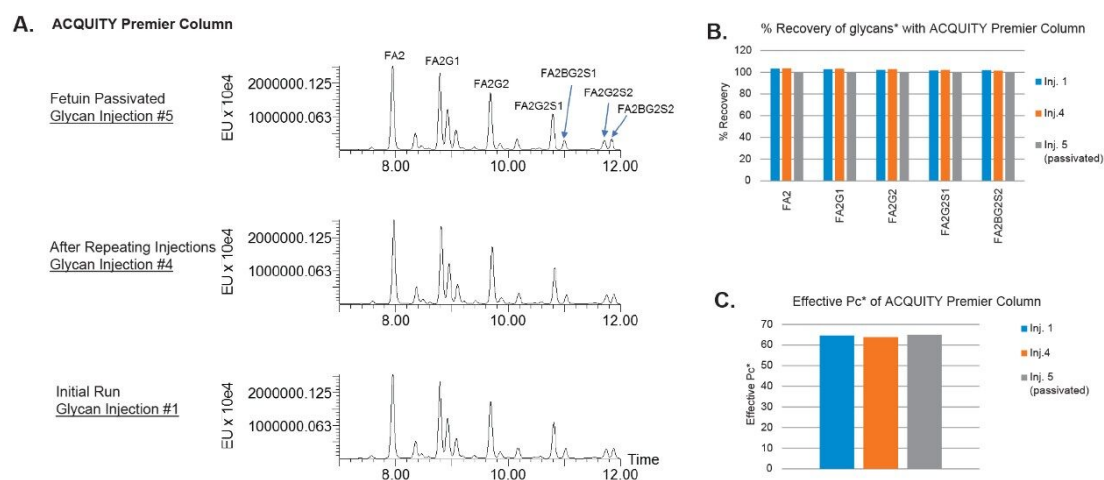 A. ACQUITY Premier Column
Fetuin Passivated
Glycan Injection #5
EU x 10e4
2000000.125
1000000.063
FA2
FA2G1
FA2G2
FA2G2S1
FA2BG2S1
FA2G2S2
FA2BG2S2
8.00 10.00 12.00
After Repeating Injections
Glycan Injection #4
EU x 10e4
2000000.125
1000000.063
8.00 10.00 12.00
Initial Run
Glycan Injection #1
EU x 10e4
2000000.125
1000000.063
Time
8.00 10.00 12.00
B. % Recovery of glycans* with ACQUITY Premier Column
% Recovery
120
100
80
60
40
20
0
FA2
FA2G1
FA2G2
FA2G2S1
FA2BG2S2
Inj. 1
Inj.4
Inj. 5
(passivated)
C. Effective Pc* of ACQUITY Premier Column
Effective Pc*
70
60
50
40
30
20
10
0
Inj. 1
Inj.4
Inj. 5
(passivated)